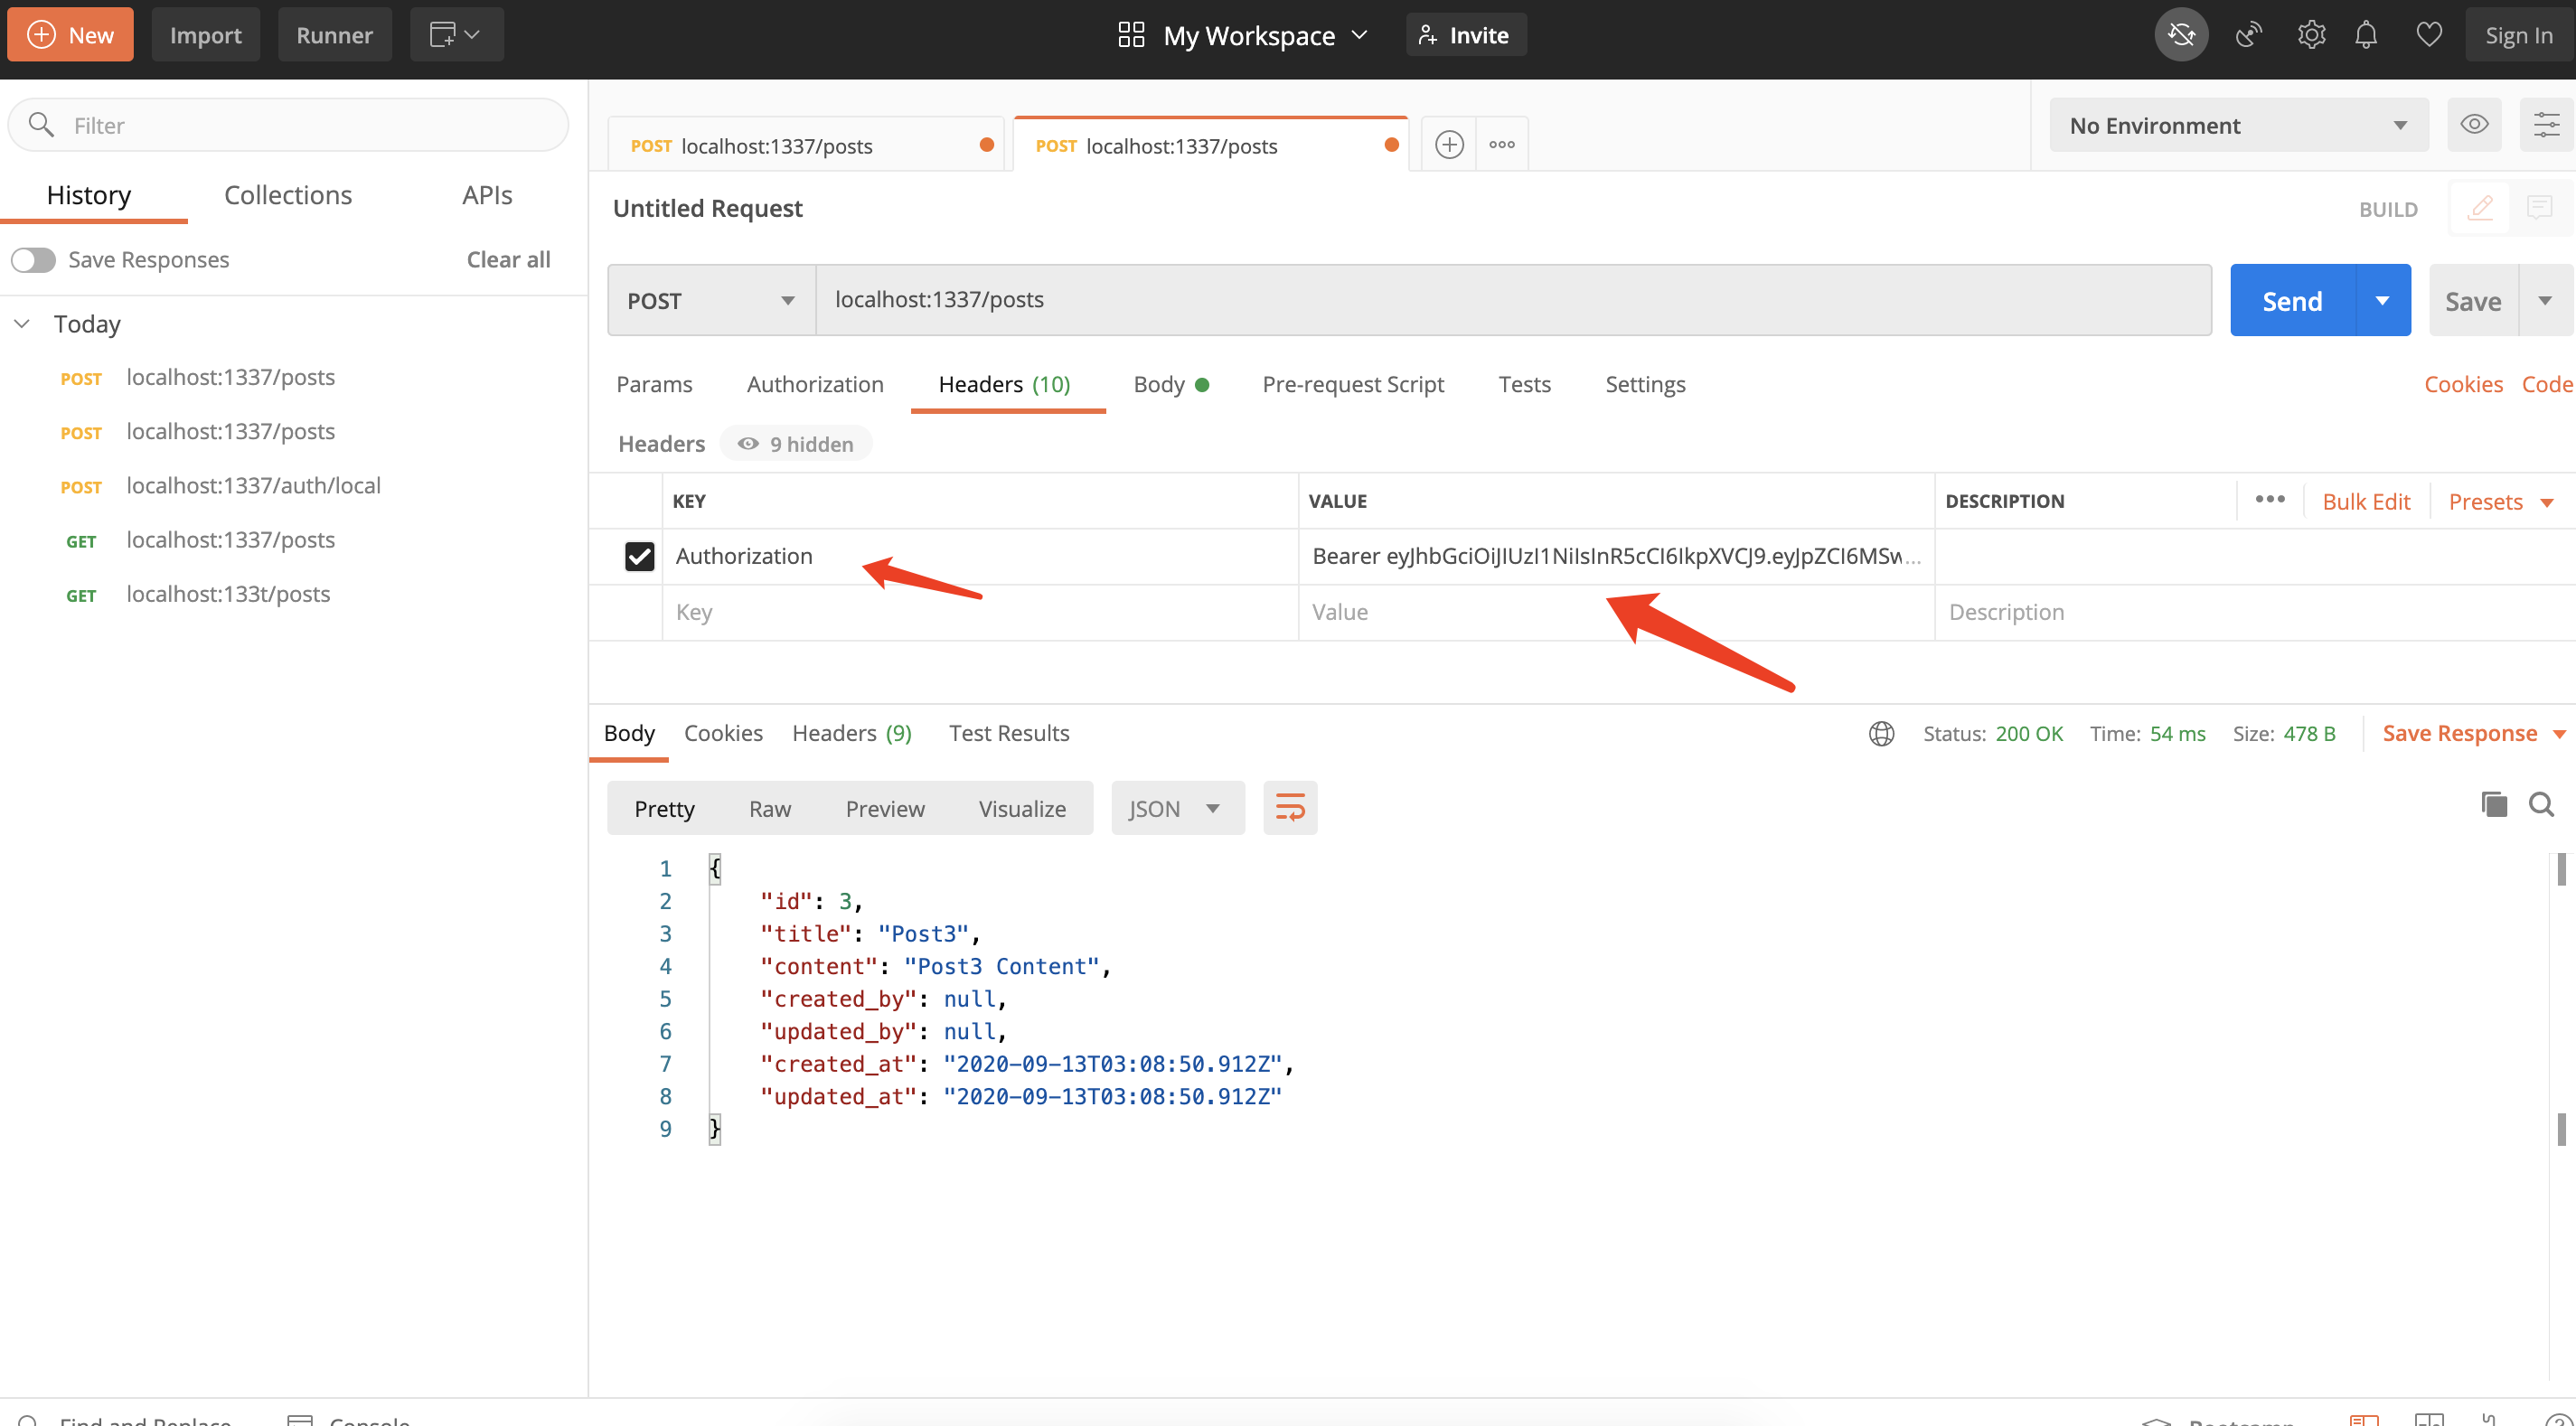 New Import Runner My Workspace Invite Sign In
Filter
History Collections APIs
Save Responses Clear all
Today
POST localhost:1337/posts
POST localhost:1337/posts
POST localhost:1337/auth/local
GET localhost:1337/posts
GET localhost:133t/posts
POST localhost:1337/posts POST localhost:1337/posts No Environment
Untitled Request BUILD
POST localhost:1337/posts Send Save
Params Authorization Headers (10) Body Pre-request Script Tests Settings Cookies Code
Headers 9 hidden
KEY VALUE DESCRIPTION Bulk Edit Presets
Authorization Bearer eyJhbGciOiJIUzI1NiIsInR5cCI6IkpXVCJ9.eyJpZCI6MSw...
Key Value Description
Body Cookies Headers (9) Test Results Status: 200 OK Time: 54 ms Size: 478 B Save Response
Pretty Raw Preview Visualize JSON
1 {
2 "id": 3,
3 "title": "Post3",
4 "content": "Post3 Content",
5 "created_by": null,
6 "updated_by": null,
7 "created_at": "2020-09-13T03:08:50.912Z",
8 "updated_at": "2020-09-13T03:08:50.912Z"
9 }
Find and Replace Console Bootcamp